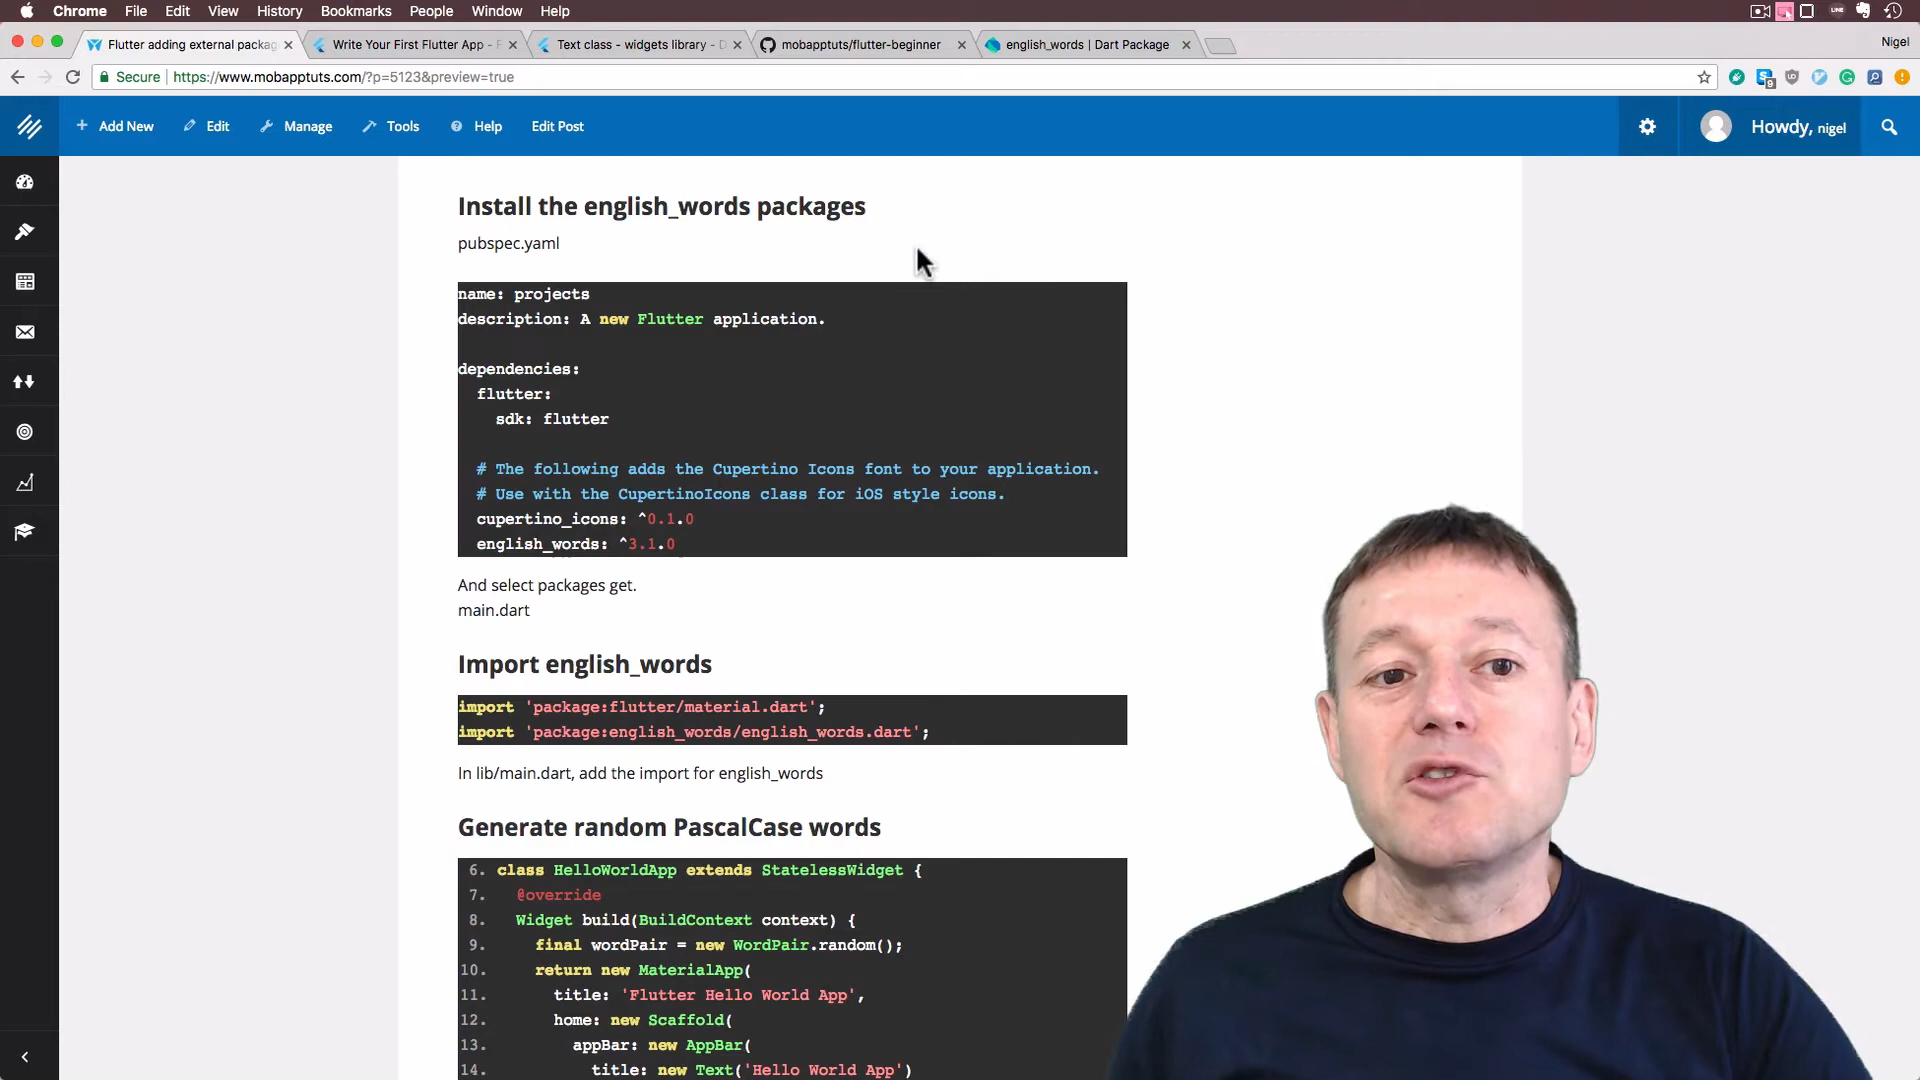 Chrome File Edit View History Bookmarks People Window Help
LINE
Flutter adding external packag
Write Your First Flutter App - F
Text class - widgets library - D
mobapptuts/flutter-beginner
english_words | Dart Package
Nigel
Secure https://www.mobapptuts.com/?p=5123&preview=true
9
Add New Edit Manage Tools Help Edit Post Howdy, nigel
Install the english_words packages
pubspec.yaml
name: projects
description: A new Flutter application.
dependencies:
flutter:
sdk: flutter
# The following adds the Cupertino Icons font to your application.
# Use with the CupertinoIcons class for iOS style icons.
cupertino_icons: ^0.1.0
english_words: ^3.1.0
And select packages get.
main.dart
Import english_words
import 'package:flutter/material.dart';
import 'package:english_words/english_words.dart';
In lib/main.dart, add the import for english_words
Generate random PascalCase words
6. class HelloWorldApp extends StatelessWidget {
7. @override
8. Widget build(BuildContext context) {
9. final wordPair = new WordPair.random();
10. return new MaterialApp(
11. title: 'Flutter Hello World App',
12. home: new Scaffold(
13. appBar: new AppBar(
14. title: new Text('Hello World App')